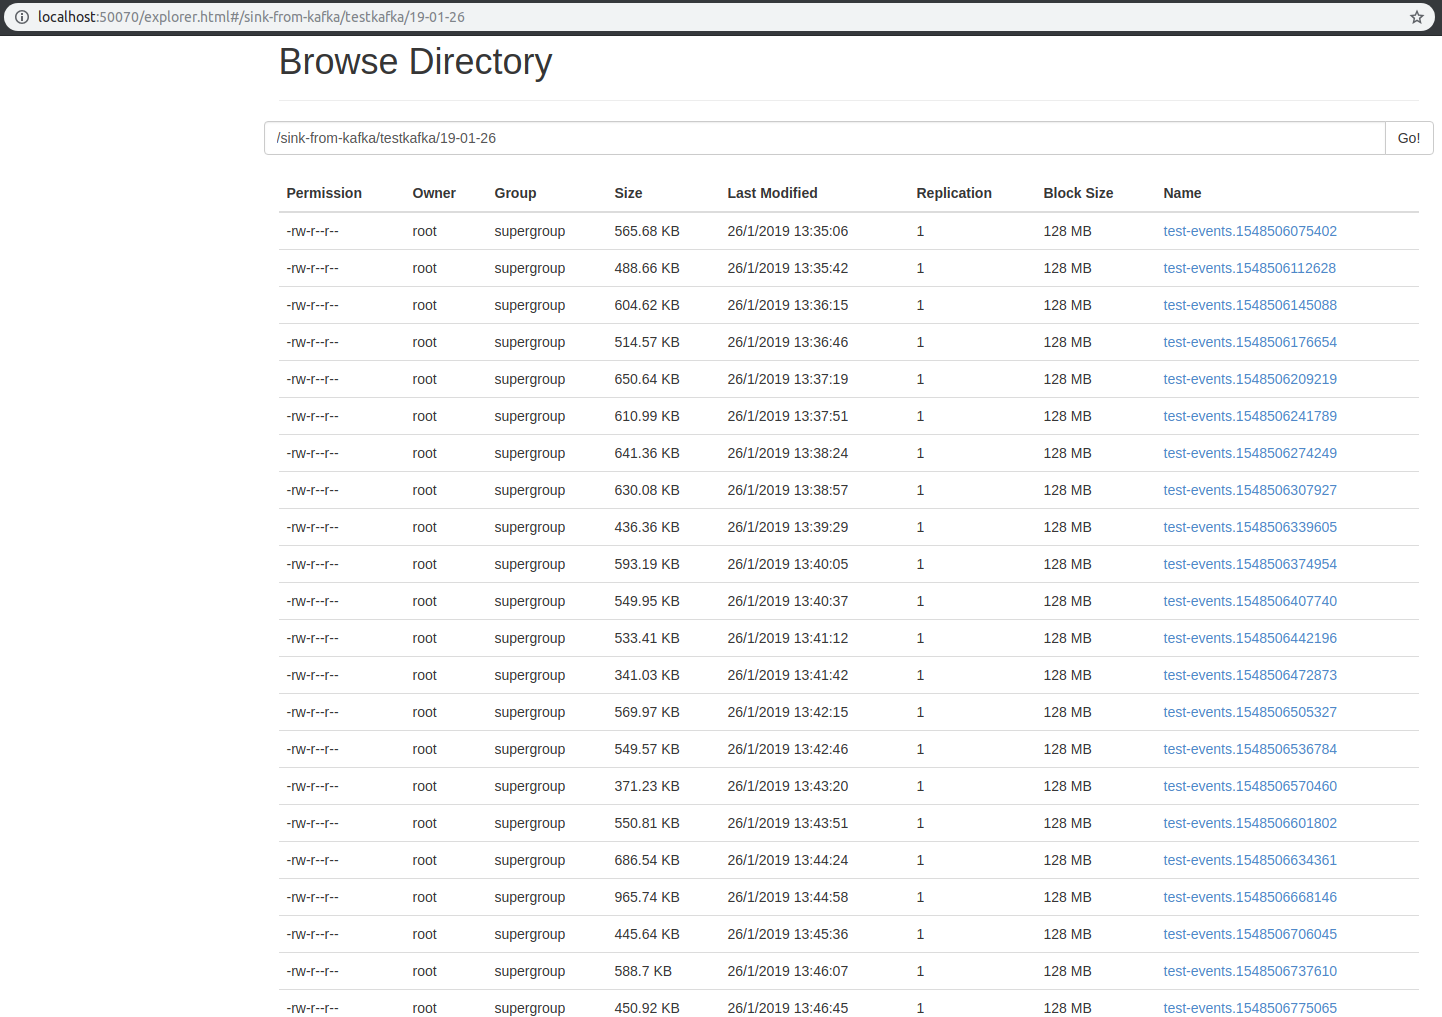 localhost:50070/explorer.html#/sink-from-kafka/testkafka/19-01-26
Browse Directory
/sink-from-kafka/testkafka/19-01-26 Go!
Permission Owner Group Size Last Modified Replication Block Size Name
-rw-r--r-- root supergroup 565.68 KB 26/1/2019 13:35:06 1 128 MB test-events.1548506075402
-rw-r--r-- root supergroup 488.66 KB 26/1/2019 13:35:42 1 128 MB test-events.1548506112628
-rw-r--r-- root supergroup 604.62 KB 26/1/2019 13:36:15 1 128 MB test-events.1548506145088
-rw-r--r-- root supergroup 514.57 KB 26/1/2019 13:36:46 1 128 MB test-events.1548506176654
-rw-r--r-- root supergroup 650.64 KB 26/1/2019 13:37:19 1 128 MB test-events.1548506209219
-rw-r--r-- root supergroup 610.99 KB 26/1/2019 13:37:51 1 128 MB test-events.1548506241789
-rw-r--r-- root supergroup 641.36 KB 26/1/2019 13:38:24 1 128 MB test-events.1548506274249
-rw-r--r-- root supergroup 630.08 KB 26/1/2019 13:38:57 1 128 MB test-events.1548506307927
-rw-r--r-- root supergroup 436.36 KB 26/1/2019 13:39:29 1 128 MB test-events.1548506339605
-rw-r--r-- root supergroup 593.19 KB 26/1/2019 13:40:05 1 128 MB test-events.1548506374954
-rw-r--r-- root supergroup 549.95 KB 26/1/2019 13:40:37 1 128 MB test-events.1548506407740
-rw-r--r-- root supergroup 533.41 KB 26/1/2019 13:41:12 1 128 MB test-events.1548506442196
-rw-r--r-- root supergroup 341.03 KB 26/1/2019 13:41:42 1 128 MB test-events.1548506472873
-rw-r--r-- root supergroup 569.97 KB 26/1/2019 13:42:15 1 128 MB test-events.1548506505327
-rw-r--r-- root supergroup 549.57 KB 26/1/2019 13:42:46 1 128 MB test-events.1548506536784
-rw-r--r-- root supergroup 371.23 KB 26/1/2019 13:43:20 1 128 MB test-events.1548506570460
-rw-r--r-- root supergroup 550.81 KB 26/1/2019 13:43:51 1 128 MB test-events.1548506601802
-rw-r--r-- root supergroup 686.54 KB 26/1/2019 13:44:24 1 128 MB test-events.1548506634361
-rw-r--r-- root supergroup 965.74 KB 26/1/2019 13:44:58 1 128 MB test-events.1548506668146
-rw-r--r-- root supergroup 445.64 KB 26/1/2019 13:45:36 1 128 MB test-events.1548506706045
-rw-r--r-- root supergroup 588.7 KB 26/1/2019 13:46:07 1 128 MB test-events.1548506737610
-rw-r--r-- root supergroup 450.92 KB 26/1/2019 13:46:45 1 128 MB test-events.1548506775065